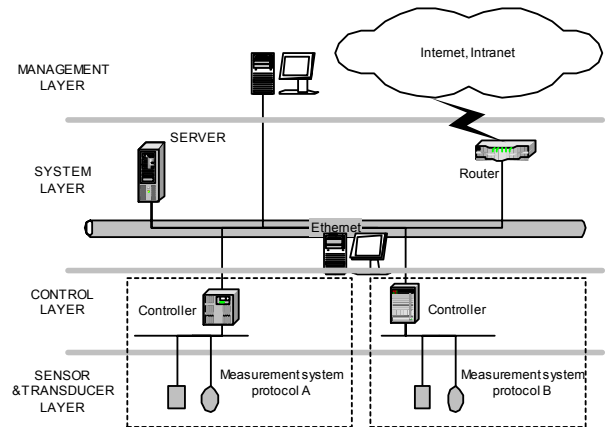 Internet, Intranet
MANAGEMENT
LAYER
SERVER
SYSTEM
LAYER
Router
Ethernet
CONTROL
LAYER
Controller
Controller
SENSOR
&TRANSDUCER
LAYER
Measurement system
protocol A
Measurement system
protocol B